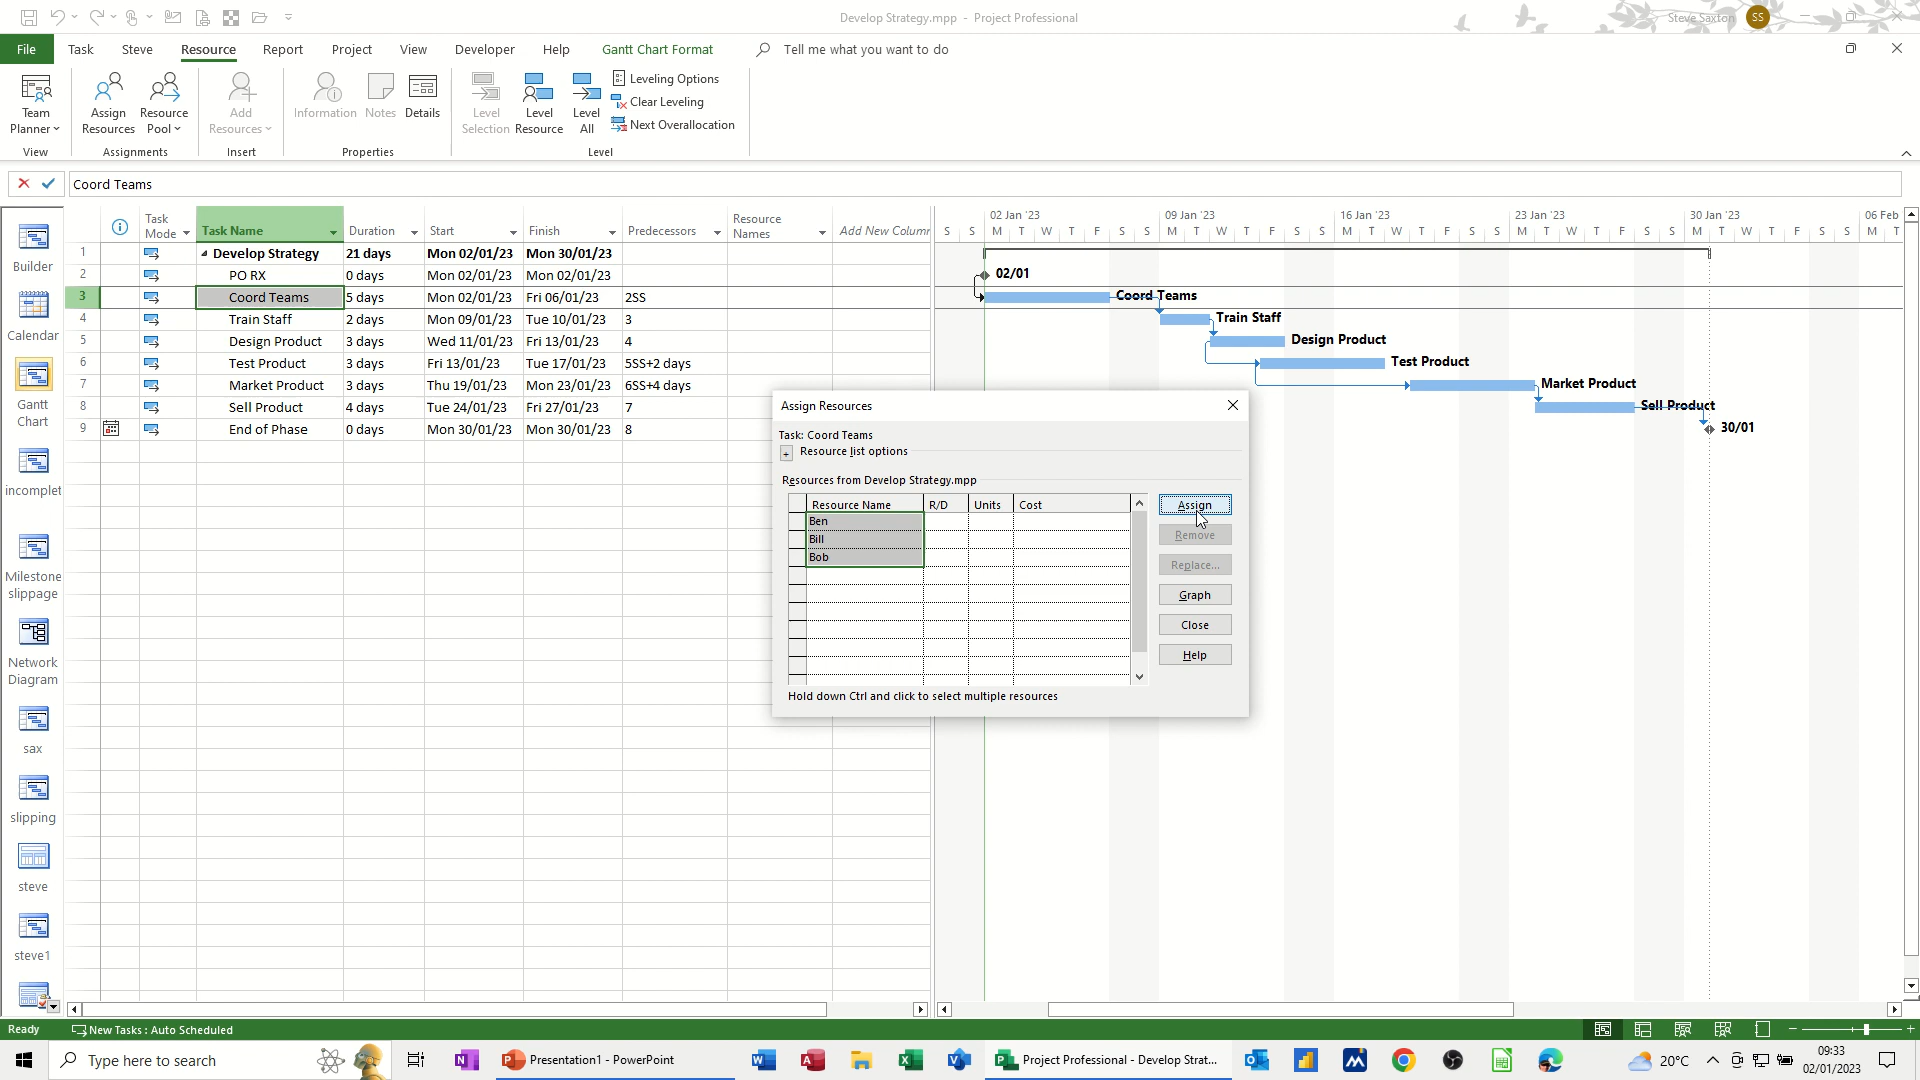 Develop Strategy.mpp - Project Professional
Steve Saxton
SS
File Task Steve Resource Report Project View Developer Help Gantt Chart Format Tell me what you want to do
Team Planner
Assign Resources
Resource Pool
Add Resources
Information
Notes
Details
Level Selection
Level Resource
Level All
Leveling Options
Clear Leveling
Next Overallocation
View Assignments Insert Properties Level
Coord Teams
Task Mode Task Name Duration Start Finish Predecessors Resource Names Add New Column
1 Develop Strategy 21 days Mon 02/01/23 Mon 30/01/23
2 PO RX 0 days Mon 02/01/23 Mon 02/01/23
3 Coord Teams 5 days Mon 02/01/23 Fri 06/01/23 2SS
4 Train Staff 2 days Mon 09/01/23 Tue 10/01/23 3
5 Design Product 3 days Wed 11/01/23 Fri 13/01/23 4
6 Test Product 3 days Fri 13/01/23 Tue 17/01/23 5SS+2 days
7 Market Product 3 days Thu 19/01/23 Mon 23/01/23 6SS+4 days
8 Sell Product 4 days Tue 24/01/23 Fri 27/01/23 7
9 End of Phase 0 days Mon 30/01/23 Mon 30/01/23 8
02 Jan '23 09 Jan '23 16 Jan '23 23 Jan '23 30 Jan '23 06 Feb
S S M T W T F S S M T W T F S S M T W T F S S M T W T F S S M T W T F S S M T
02/01
Coord Teams
Train Staff
Design Product
Test Product
Market Product
Sell Product
30/01
Builder
Calendar
Gantt Chart
incomplet
Milestone slippage
Network Diagram
sax
slipping
steve
steve1
Assign Resources
Task: Coord Teams
+ Resource list options
Resources from Develop Strategy.mpp
Resource Name R/D Units Cost
Ben
Bill
Bob
Assign
Remove
Replace...
Graph
Close
Help
Hold down Ctrl and click to select multiple resources
Ready New Tasks : Auto Scheduled
Type here to search
Presentation1 - PowerPoint
Project Professional - Develop Strat...
20°C
09:33
02/01/2023